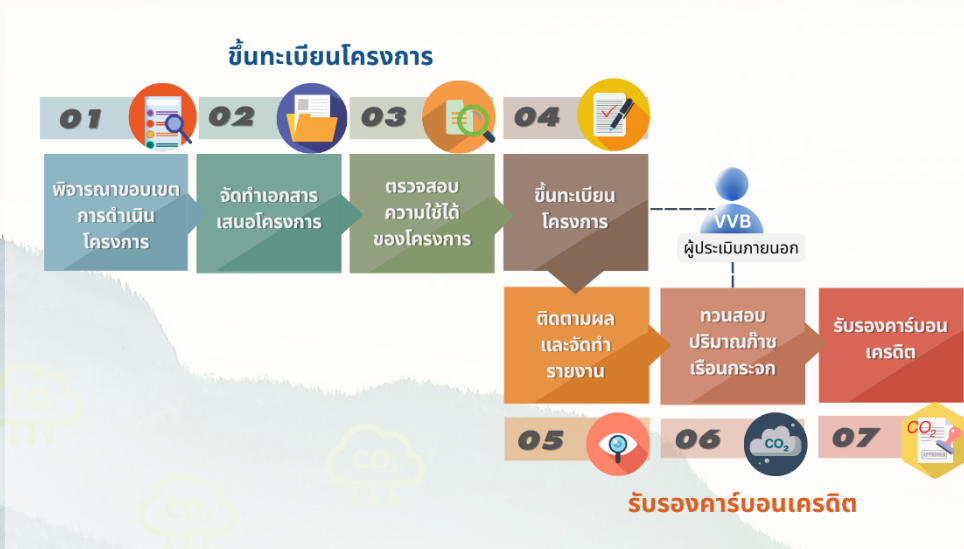 ขึ้นทะเบียนโครงการ
01
02
03
04
พิจารณาขอบเขต
การดำเนิน
โครงการ
จัดทำเอกสาร
เสนอโครงการ
ตรวจสอบ
ความใช้ได้
ของโครงการ
ขึ้นทะเบียน
โครงการ
VVB
ผู้ประเมินภายนอก
ติดตามผล
และจัดทำ
รายงาน
ทวนสอบ
ปริมาณก๊าซ
เรือนกระจก
รับรองคาร์บอน
เครดิต
05
06
CO₂
07
CO₂
APPROVED
รับรองคาร์บอนเครดิต
CO₂
CO₂
CO₂